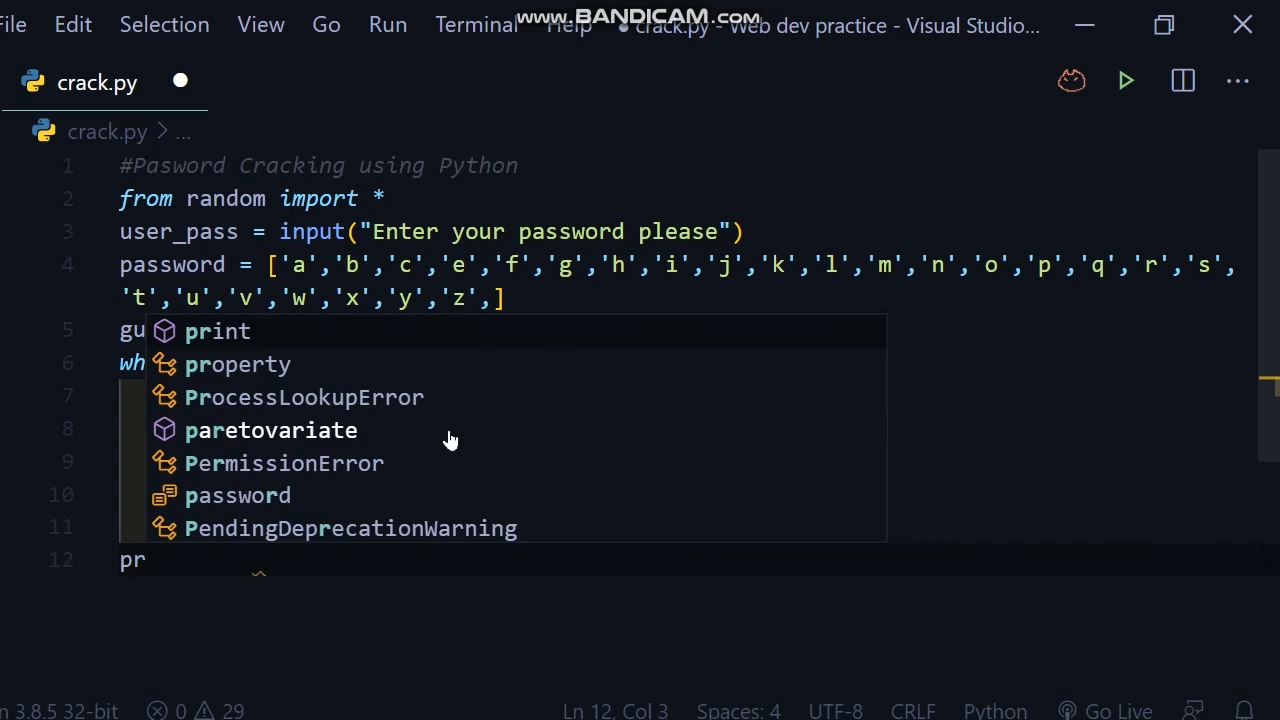 www.BANDICAM.com
File Edit Selection View Go Run Terminal Help ● crack.py - Web dev practice - Visual Studio...
crack.py
crack.py > ...
1 #Pasword Cracking using Python
2 from random import *
3 user_pass = input("Enter your password please")
4 password = ['a','b','c','e','f','g','h','i','j','k','l','m','n','o','p','q','r','s',
't','u','v','w','x','y','z',]
5 gu
6 wh
7
8
9
10
11
12 pr
print
property
ProcessLookupError
paretovariate
PermissionError
password
PendingDeprecationWarning
n 3.8.5 32-bit 0 29 Ln 12, Col 3 Spaces: 4 UTF-8 CRLF Python Go Live